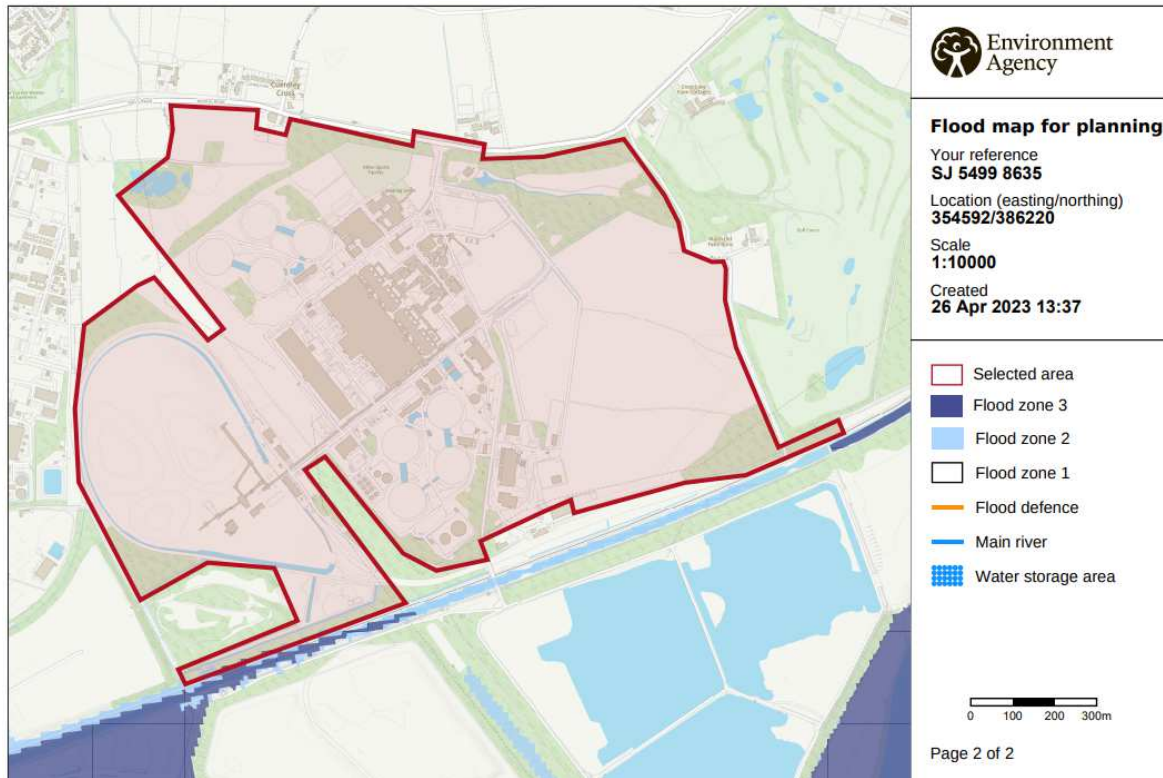 Cuerdley
Cross
Environment
Agency
Flood map for planning
Your reference
SJ 5499 8635
Location (easting/northing)
354592/386220
Scale
1:10000
Created
26 Apr 2023 13:37
Selected area
Flood zone 3
Flood zone 2
Flood zone 1
Flood defence
Main river
Water storage area
0 100 200 300m
Page 2 of 2